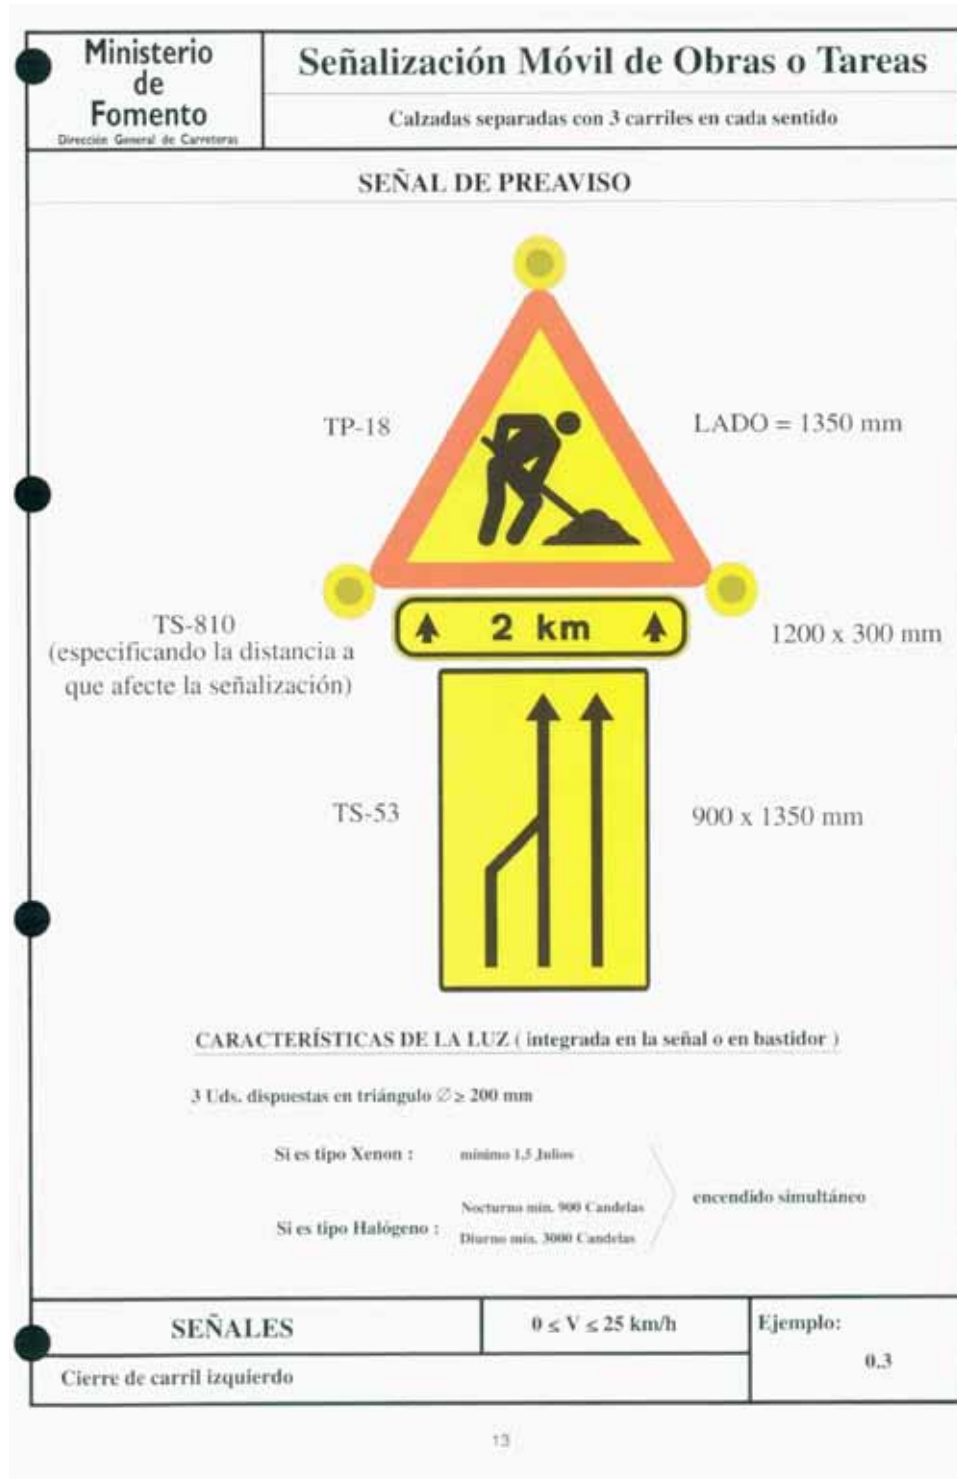 Ministerio
de
Fomento
Dirección General de Carreteras
Señalización Móvil de Obras o Tareas
Calzadas separadas con 3 carriles en cada sentido
SEÑAL DE PREAVISO
TP-18
LADO = 1350 mm
TS-810
(especificando la distancia a
que afecte la señalización)
2 km
1200 x 300 mm
TS-53
900 x 1350 mm
CARACTERÍSTICAS DE LA LUZ ( integrada en la señal o en bastidor )
3 Uds. dispuestas en triángulo ∅ ≥ 200 mm
Si es tipo Xenon : mínimo 1,5 Julios
Si es tipo Halógeno : Nocturno mín. 900 Candelas
Diurno mín. 3000 Candelas
encendido simultáneo
SEÑALES
0 ≤ V ≤ 25 km/h
Ejemplo:
0.3
Cierre de carril izquierdo
13